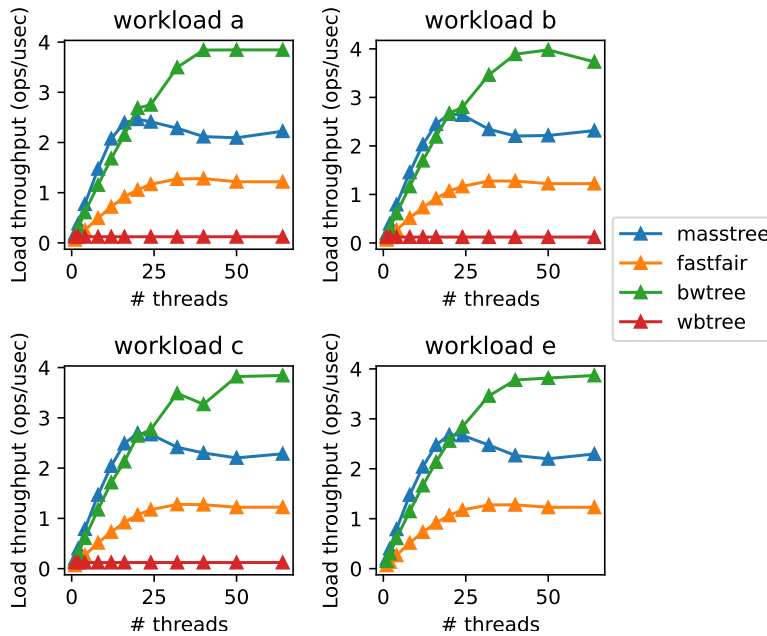 workload a
Load throughput (ops/usec)
4
3
2
1
0
0 25 50
# threads
workload b
Load throughput (ops/usec)
4
3
2
1
0
0 25 50
# threads
masstree
fastfair
bwtree
wbtree
workload c
Load throughput (ops/usec)
4
3
2
1
0
0 25 50
# threads
workload e
Load throughput (ops/usec)
4
3
2
1
0
0 25 50
# threads